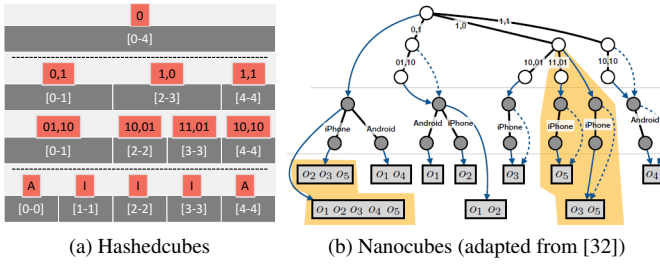 0
[0-4]
0,1 1,0 1,1
[0-1] [2-3] [4-4]
01,10 10,01 11,01 10,10
[0-1] [2-2] [3-3] [4-4]
A I I I A
[0-0] [1-1] [2-2] [3-3] [4-4]
(a) Hashedcubes
0,1 1,0 1,1
01,10 10,01 11,01 10,10
iPhone Android Android iPhone iPhone iPhone iPhone Android
o2 o3 o5 o1 o4 o1 o2 o3 o5 o4
o1 o2 o3 o4 o5 o1 o2 o3 o5
(b) Nanocubes (adapted from [32])